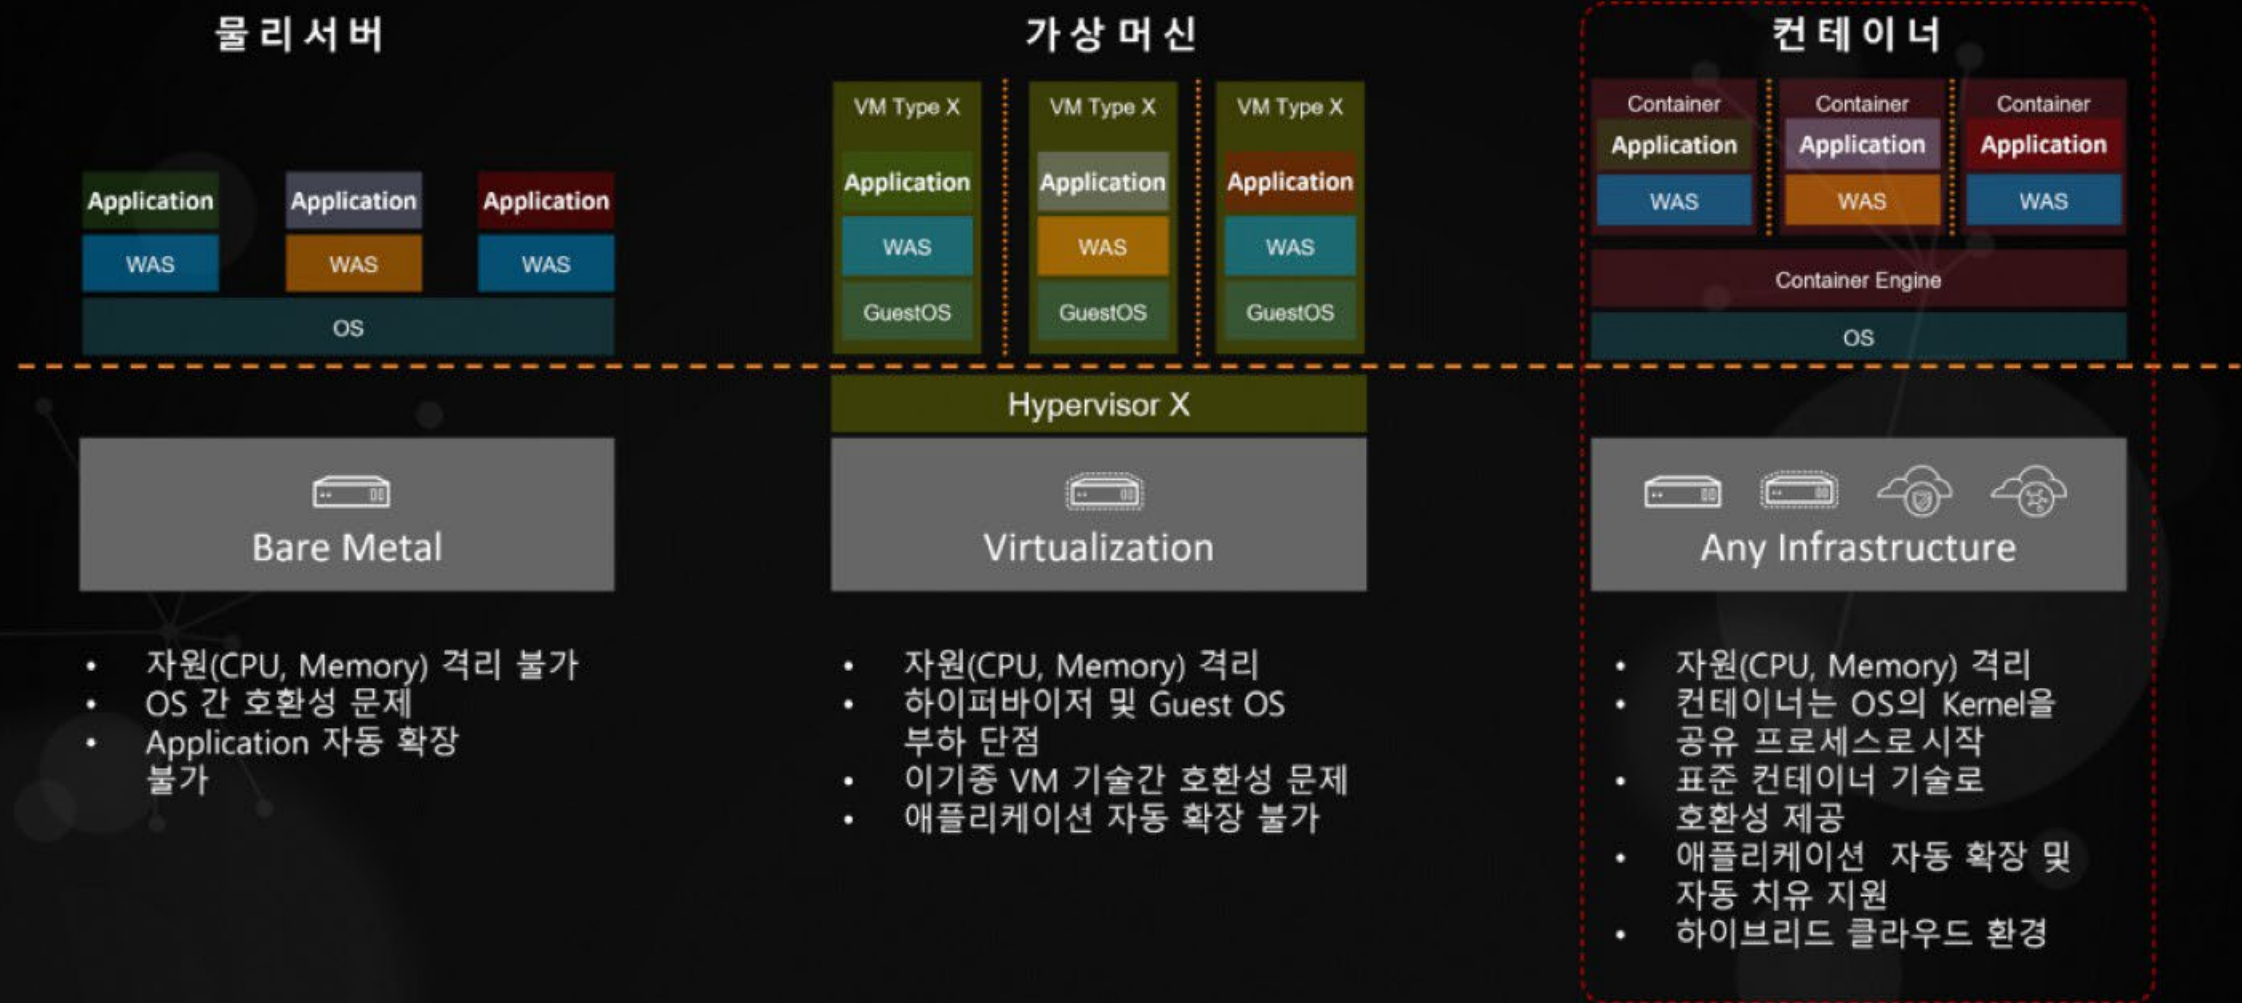 물리서버
Application
Application
Application
WAS
WAS
WAS
OS
Bare Metal
• 자원(CPU, Memory) 격리 불가
• OS 간 호환성 문제
• Application 자동 확장
불가
가상머신
VM Type X
VM Type X
VM Type X
Application
Application
Application
WAS
WAS
WAS
GuestOS
GuestOS
GuestOS
Hypervisor X
Virtualization
• 자원(CPU, Memory) 격리
• 하이퍼바이저 및 Guest OS
부하 단점
• 이기종 VM 기술간 호환성 문제
• 애플리케이션 자동 확장 불가
컨테이너
Container
Container
Container
Application
Application
Application
WAS
WAS
WAS
Container Engine
OS
Any Infrastructure
• 자원(CPU, Memory) 격리
• 컨테이너는 OS의 Kernel을
공유 프로세스로 시작
• 표준 컨테이너 기술로
호환성 제공
• 애플리케이션 자동 확장 및
자동 치유 지원
• 하이브리드 클라우드 환경